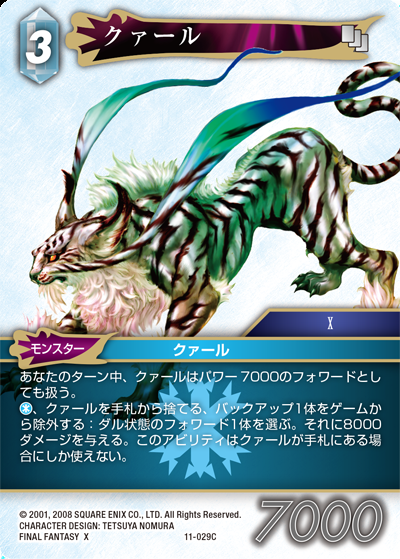 3
クァール
X
モンスター
クァール
あなたのターン中、クァールはパワー7000のフォワードとし
ても扱う。
、クァールを手札から捨てる、バックアップ1体をゲームか
ら除外する：ダル状態のフォワード1体を選ぶ。それに8000
ダメージを与える。このアビリティはクァールが手札にある場
合にしか使えない。
© 2001, 2008 SQUARE ENIX CO., LTD. All Rights Reserved.
CHARACTER DESIGN: TETSUYA NOMURA
FINAL FANTASY X
11-029C
7000